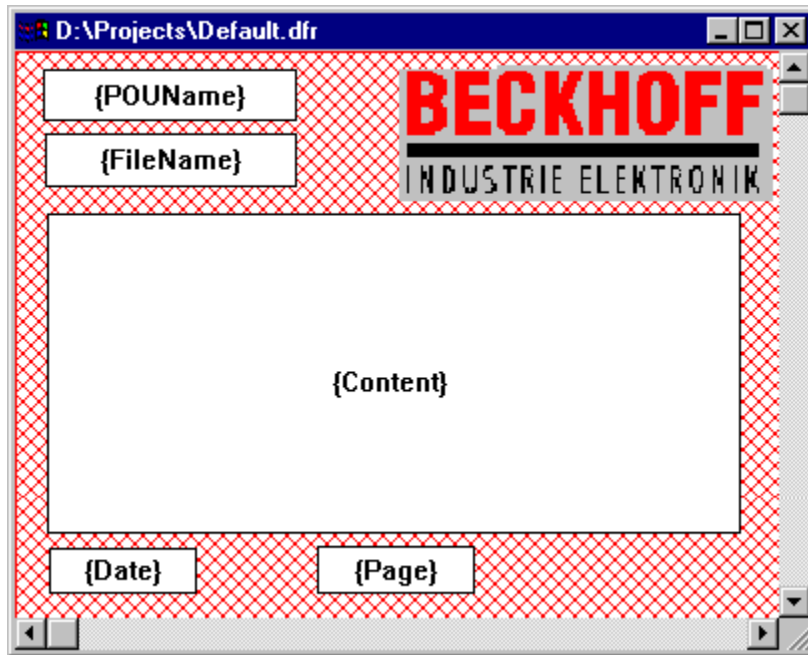 D:\Projects\Default.dfr
{POUName}
BECKHOFF
{FileName}
INDUSTRIE ELEKTRONIK
{Content}
{Date}
{Page}